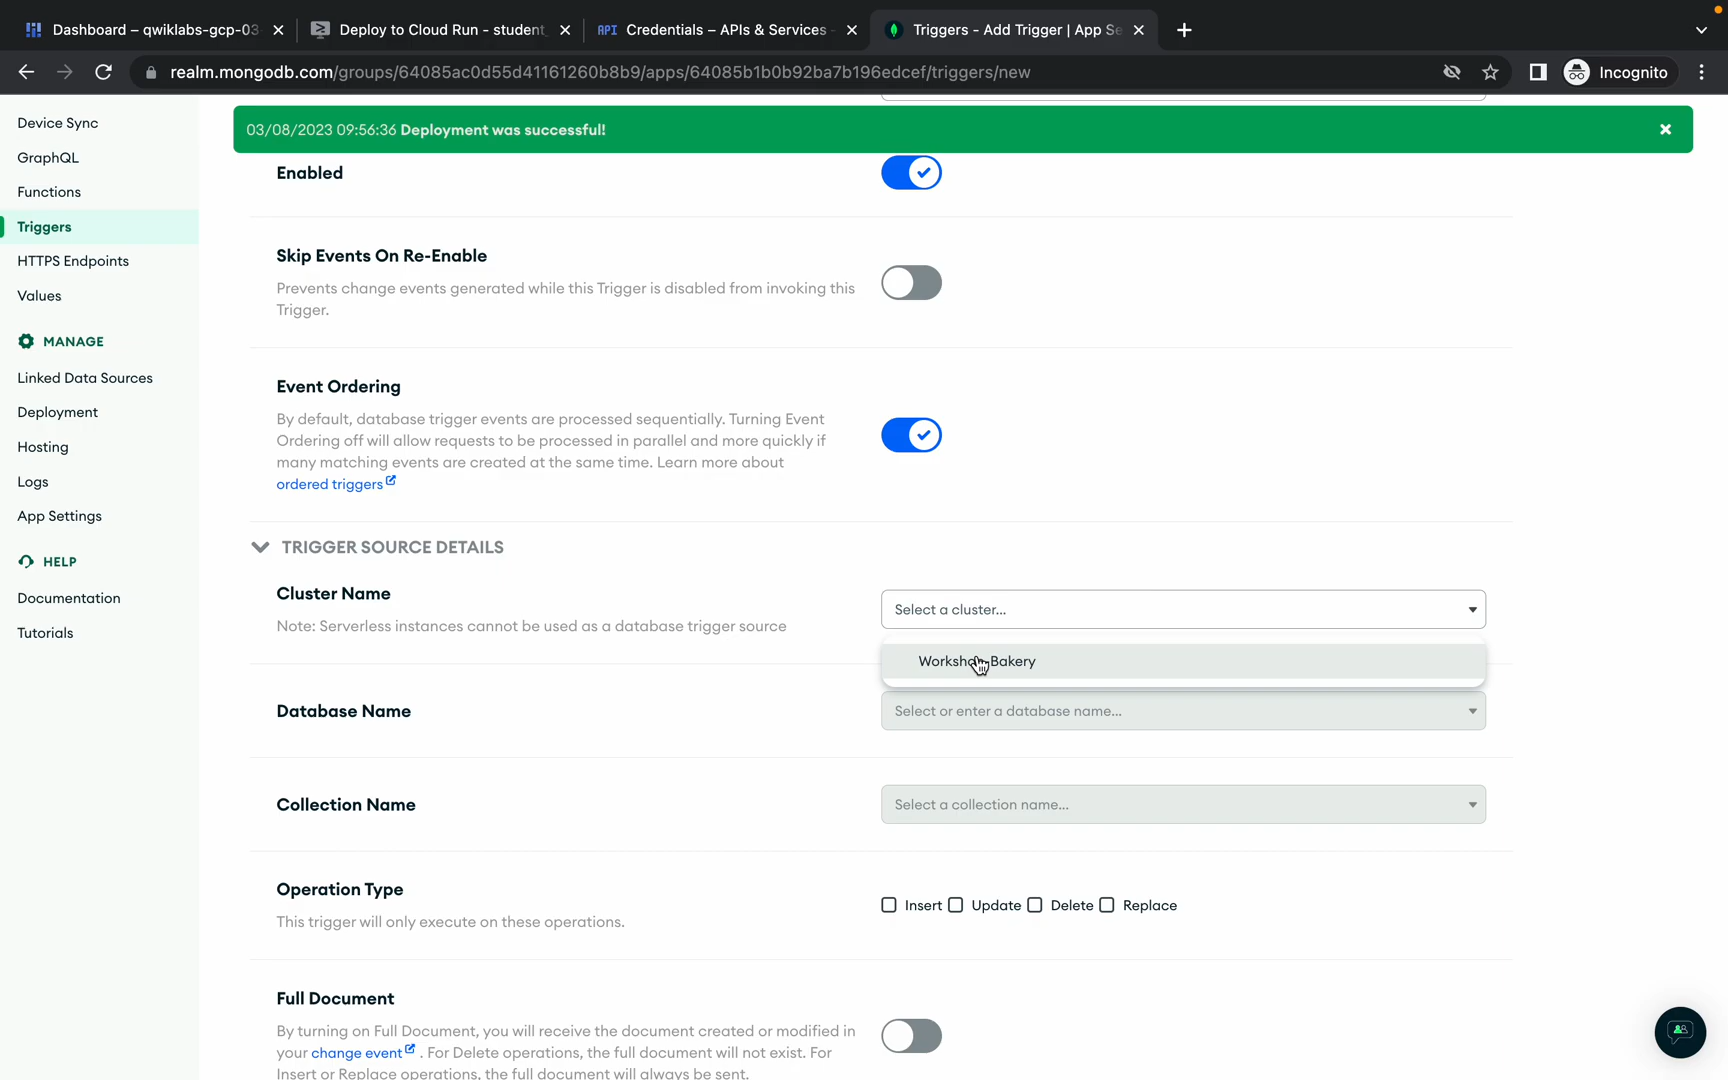 Dashboard – qwiklabs-gcp-03
Deploy to Cloud Run - student_
API Credentials – APIs & Services -
Triggers - Add Trigger | App Se
realm.mongodb.com/groups/64085ac0d55d41161260b8b9/apps/64085b1b0b92ba7b196edcef/triggers/new
Incognito
03/08/2023 09:56:36 Deployment was successful!
Device Sync
GraphQL
Functions
Triggers
HTTPS Endpoints
Values
MANAGE
Linked Data Sources
Deployment
Hosting
Logs
App Settings
HELP
Documentation
Tutorials
Enabled
Skip Events On Re-Enable
Prevents change events generated while this Trigger is disabled from invoking this
Trigger.
Event Ordering
By default, database trigger events are processed sequentially. Turning Event
Ordering off will allow requests to be processed in parallel and more quickly if
many matching events are created at the same time. Learn more about
ordered triggers
TRIGGER SOURCE DETAILS
Cluster Name
Note: Serverless instances cannot be used as a database trigger source
Select a cluster...
Bakery
Database Name
Select or enter a database name...
Collection Name
Select a collection name...
Operation Type
This trigger will only execute on these operations.
Insert Update Delete Replace
Full Document
By turning on Full Document, you will receive the document created or modified in
your change event . For Delete operations, the full document will not exist. For
Insert or Replace operations, the full document will always be sent.